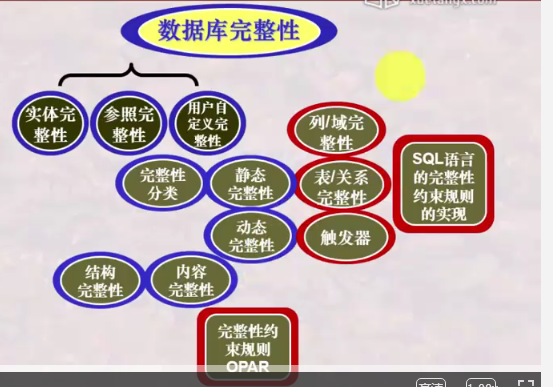 数据库完整性
实体完
整性
参照完
整性
用户自
定义完
整性
列/域完
整性
完整性
分类
静态
完整性
表/关系
完整性
SQL语言
的完整性
约束规则
的实现
动态
完整性
触发器
结构
完整性
内容
完整性
完整性约
束规则
OPAR
高清